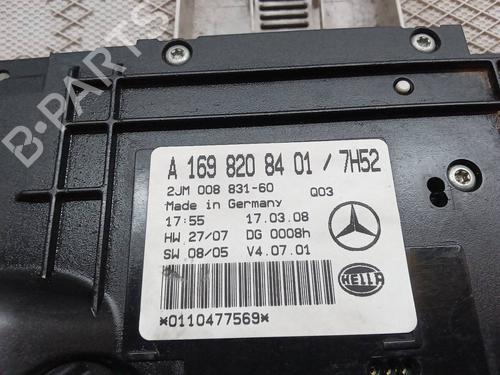 B-PARTS
A 169 820 84 01 / 7H52
2JM 008 831-60 Q03
Made in Germany
17:55 17.03.08
HW 27/07 DG 0008h
SW 08/05 V4.07.01
HELLA
*0110477569*